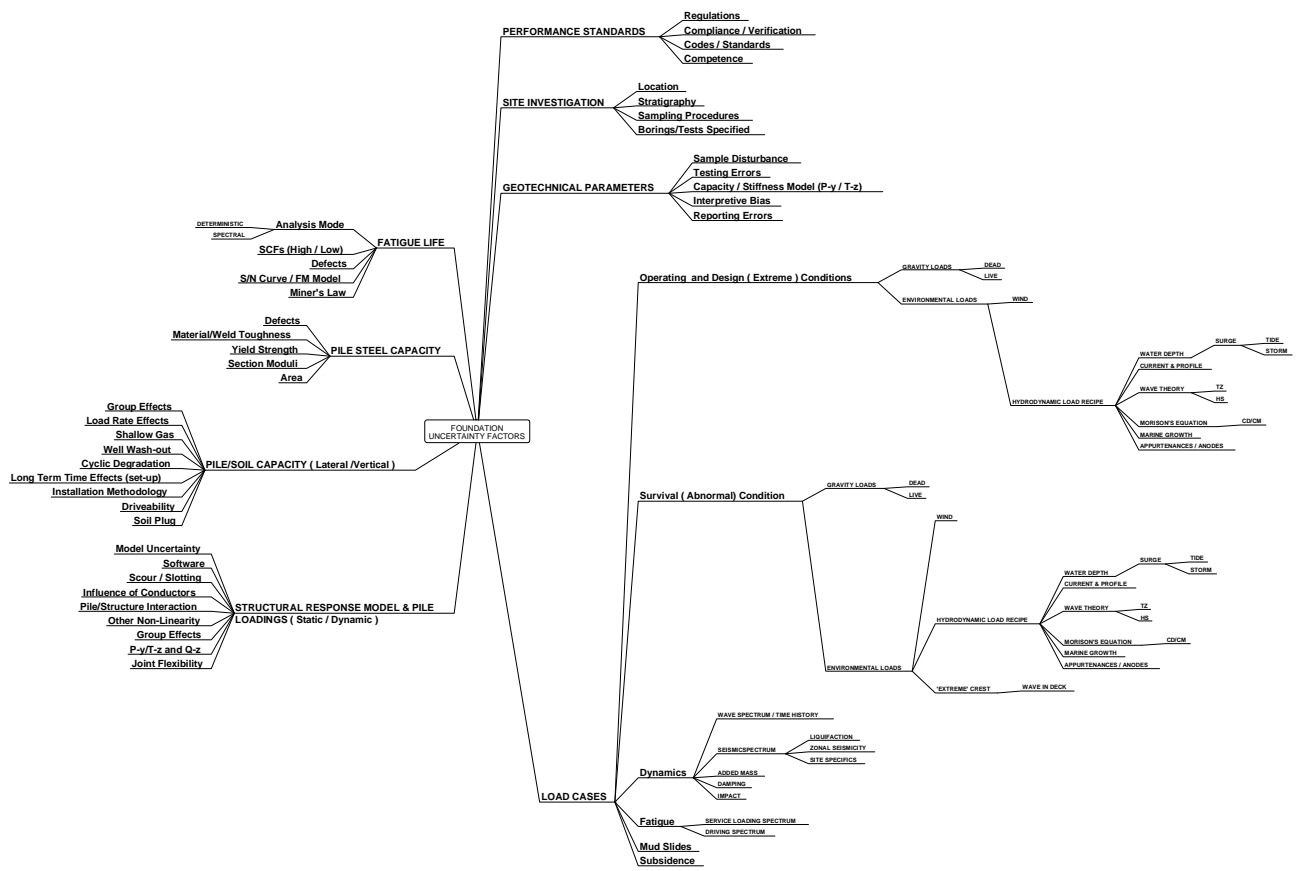 FOUNDATION
UNCERTAINTY FACTORS
PERFORMANCE STANDARDS
Regulations
Compliance / Verification
Codes / Standards
Competence
SITE INVESTIGATION
Location
Stratigraphy
Sampling Procedures
Borings/Tests Specified
GEOTECHNICAL PARAMETERS
Sample Disturbance
Testing Errors
Capacity / Stiffness Model (P-y / T-z)
Interpretive Bias
Reporting Errors
FATIGUE LIFE
Analysis Mode
DETERMINISTIC
SPECTRAL
SCFs (High / Low)
Defects
S/N Curve / FM Model
Miner's Law
PILE STEEL CAPACITY
Defects
Material/Weld Toughness
Yield Strength
Section Moduli
Area
PILE/SOIL CAPACITY ( Lateral /Vertical )
Group Effects
Load Rate Effects
Shallow Gas
Well Wash-out
Cyclic Degradation
Long Term Time Effects (set-up)
Installation Methodology
Driveability
Soil Plug
STRUCTURAL RESPONSE MODEL & PILE
LOADINGS ( Static / Dynamic )
Model Uncertainty
Software
Scour / Slotting
Influence of Conductors
Pile/Structure Interaction
Other Non-Linearity
Group Effects
P-y/T-z and Q-z
Joint Flexibility
LOAD CASES
Operating and Design ( Extreme ) Conditions
GRAVITY LOADS
DEAD
LIVE
ENVIRONMENTAL LOADS
WIND
HYDRODYNAMIC LOAD RECIPE
WATER DEPTH
SURGE
TIDE
STORM
CURRENT & PROFILE
WAVE THEORY
TZ
HS
MORISON'S EQUATION
CD/CM
MARINE GROWTH
APPURTENANCES / ANODES
Survival ( Abnormal) Condition
GRAVITY LOADS
DEAD
LIVE
ENVIRONMENTAL LOADS
WIND
HYDRODYNAMIC LOAD RECIPE
WATER DEPTH
SURGE
TIDE
STORM
CURRENT & PROFILE
WAVE THEORY
TZ
HS
MORISON'S EQUATION
CD/CM
MARINE GROWTH
APPURTENANCES / ANODES
'EXTREME' CREST
WAVE IN DECK
Dynamics
WAVE SPECTRUM / TIME HISTORY
SEISMICSPECTRUM
LIQUIFACTION
ZONAL SEISMICITY
SITE SPECIFICS
ADDED MASS
DAMPING
IMPACT
Fatigue
SERVICE LOADING SPECTRUM
DRIVING SPECTRUM
Mud Slides
Subsidence